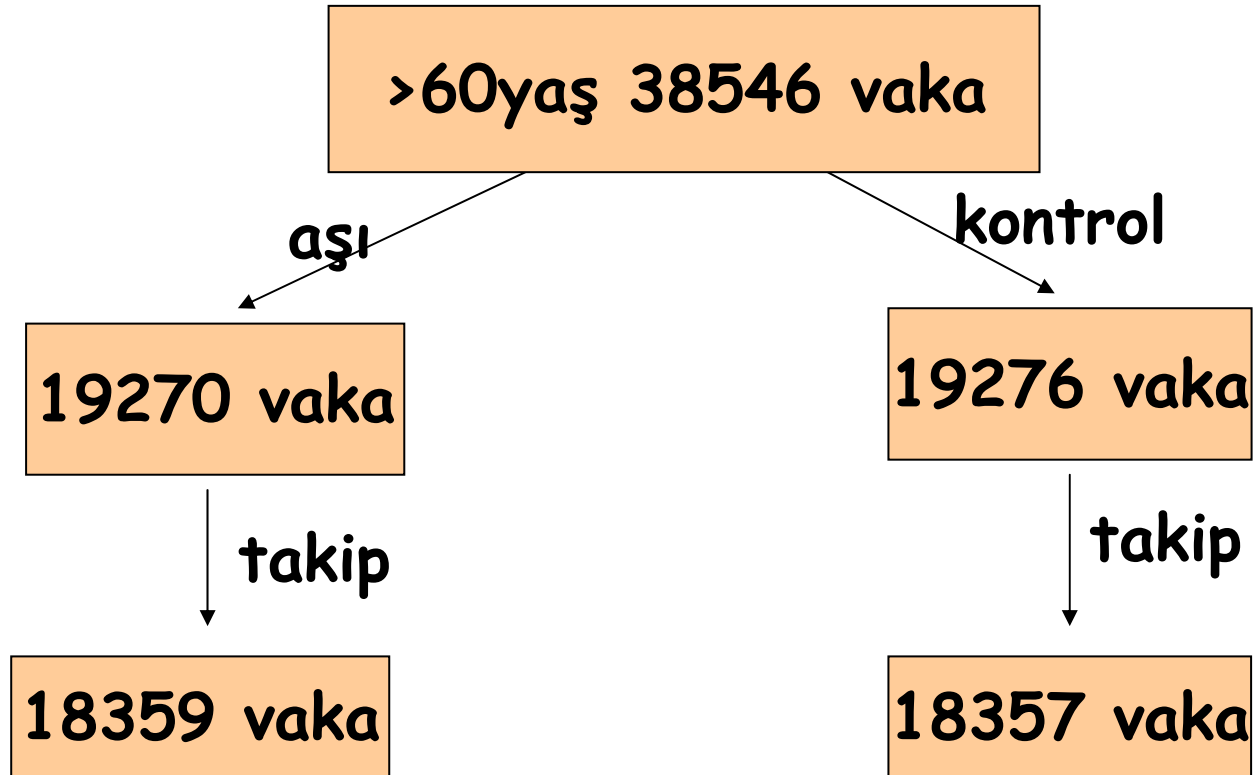 >60yaş 38546 vaka
aşı
kontrol
19270 vaka
19276 vaka
takip
takip
18359 vaka
18357 vaka